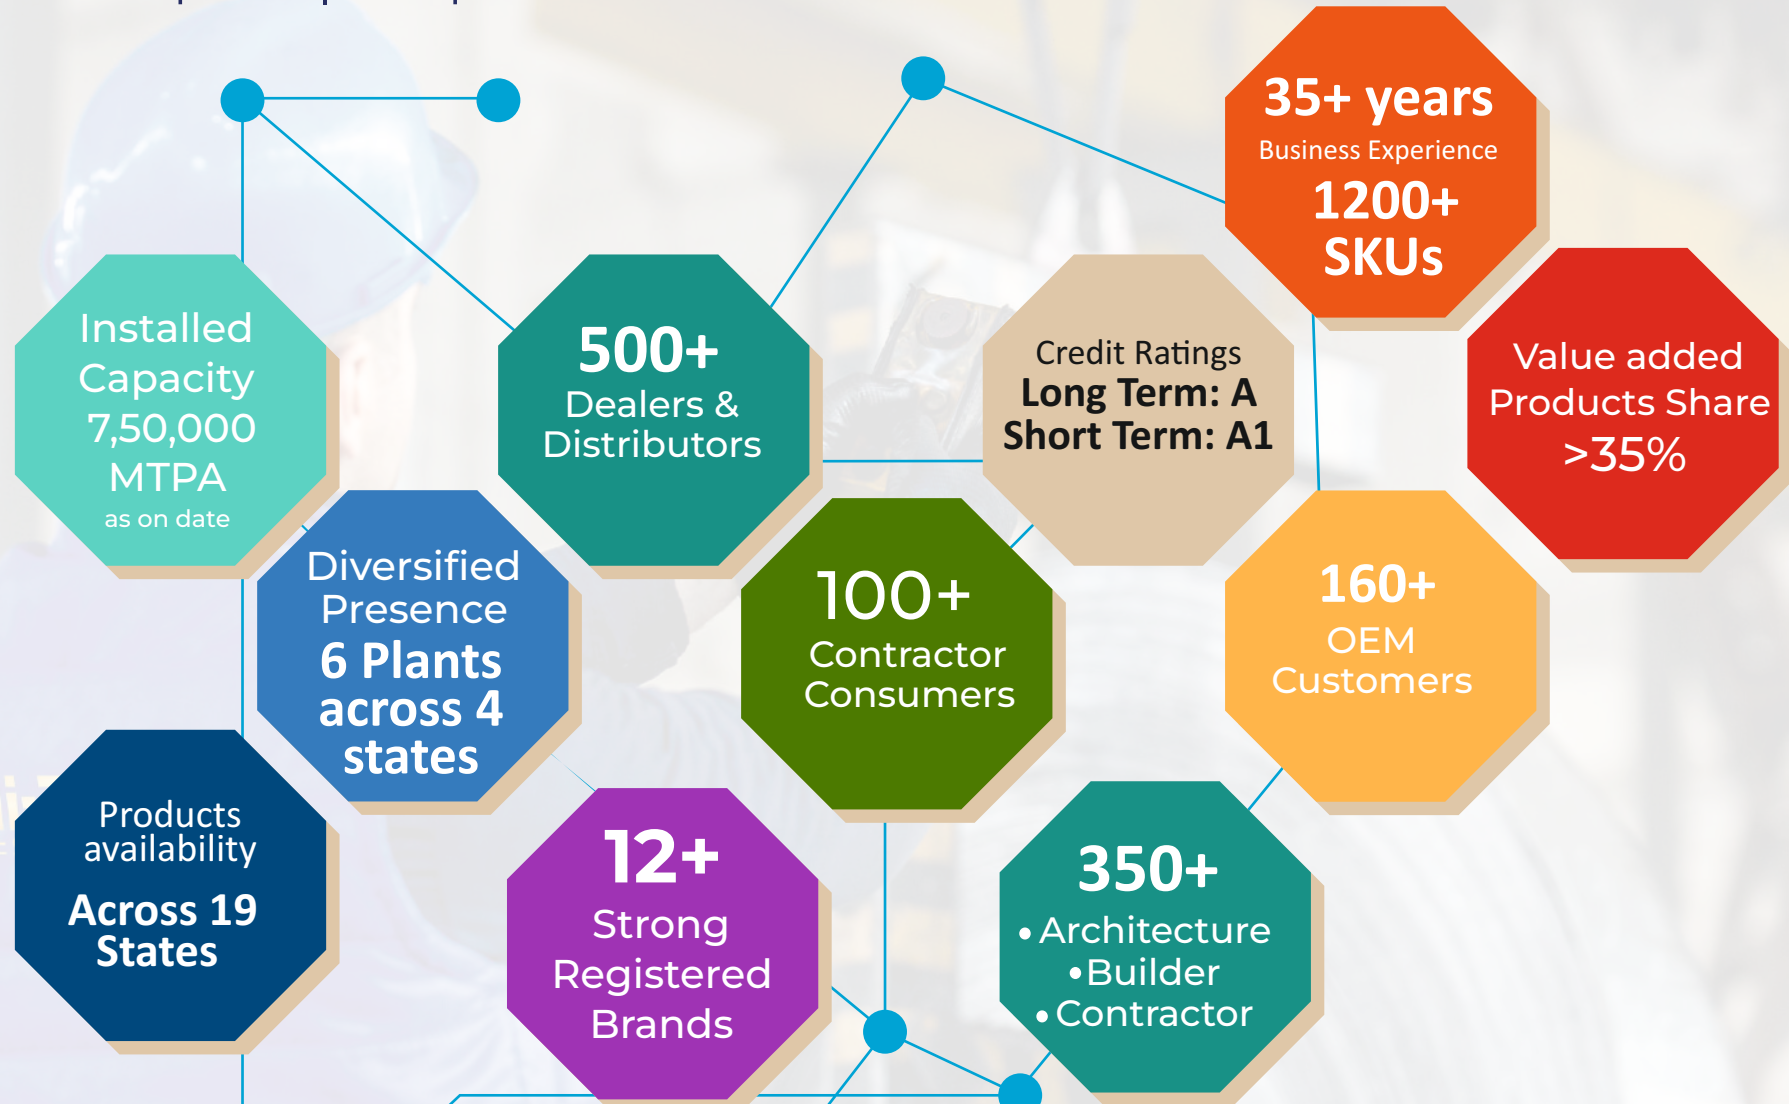 35+ years
Business Experience
1200+
SKUs
Installed
Capacity
7,50,000
MTPA
as on date
500+
Dealers &
Distributors
Credit Ratings
Long Term: A
Short Term: A1
Value added
Products Share
>35%
Diversified
Presence
6 Plants
across 4
states
100+
Contractor
Consumers
160+
OEM
Customers
Products
availability
Across 19
States
12+
Strong
Registered
Brands
350+
• Architecture
•Builder
• Contractor